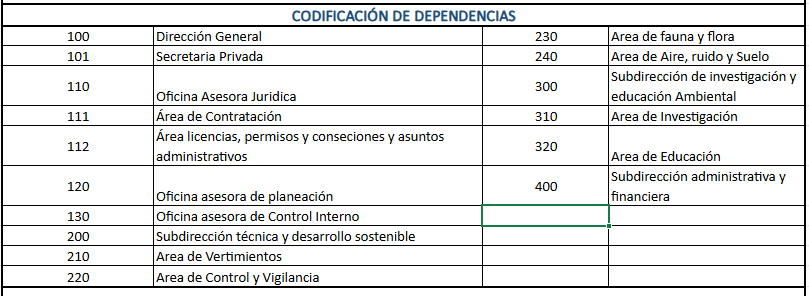 CODIFICACIÓN DE DEPENDENCIAS
100 Dirección General 230 Area de fauna y flora
101 Secretaria Privada 240 Area de Aire, ruido y Suelo
110 Oficina Asesora Juridica 300 Subdirección de investigación y
educación Ambiental
111 Área de Contratación 310 Area de Investigación
112 Área licencias, permisos y conseciones y asuntos
administrativos 320 Area de Educación
120 Oficina asesora de planeación 400 Subdirección administrativa y
financiera
130 Oficina asesora de Control Interno
200 Subdirección técnica y desarrollo sostenible
210 Area de Vertimientos
220 Area de Control y Vigilancia